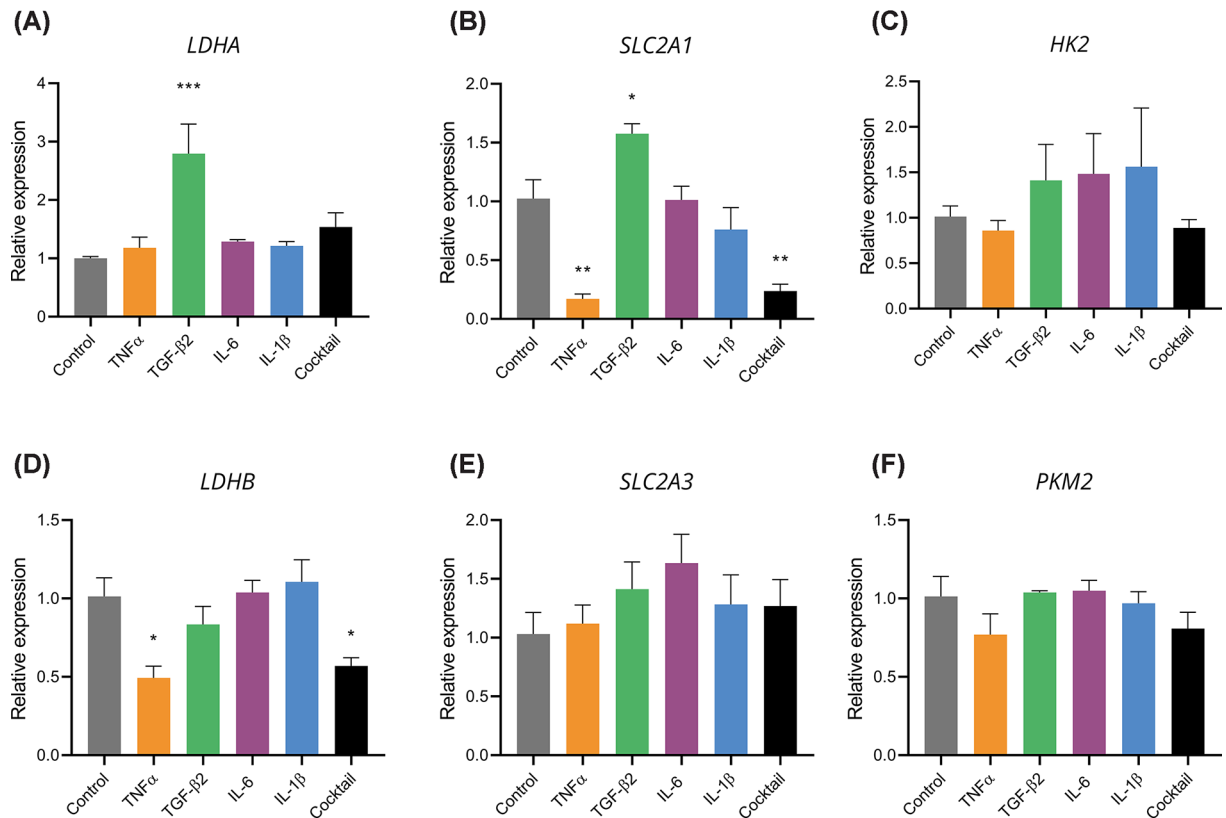 (A)
LDHA
Relative expression
4
3
2
1
0
***
Control
TNFα
TGF-β2
IL-6
IL-1β
Cocktail
(B)
SLC2A1
Relative expression
2.0
1.5
1.0
0.5
0.0
**
*
**
Control
TNFα
TGF-β2
IL-6
IL-1β
Cocktail
(C)
HK2
Relative expression
2.5
2.0
1.5
1.0
0.5
0.0
Control
TNFα
TGF-β2
IL-6
IL-1β
Cocktail
(D)
LDHB
Relative expression
1.5
1.0
0.5
0.0
*
*
Control
TNFα
TGF-β2
IL-6
IL-1β
Cocktail
(E)
SLC2A3
Relative expression
2.0
1.5
1.0
0.5
0.0
Control
TNFα
TGF-β2
IL-6
IL-1β
Cocktail
(F)
PKM2
Relative expression
1.5
1.0
0.5
0.0
Control
TNFα
TGF-β2
IL-6
IL-1β
Cocktail